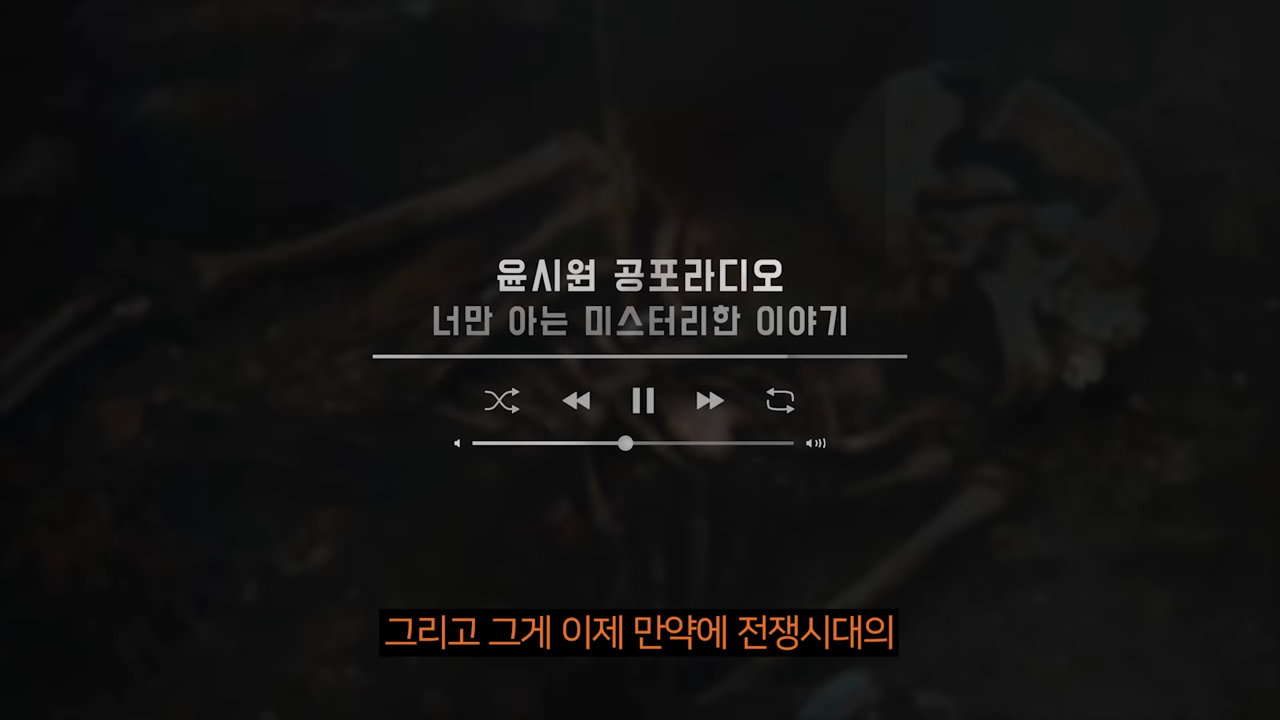 윤시원 공포라디오
너만 아는 미스터리한 이야기
그리고 그게 이제 만약에 전쟁시대의